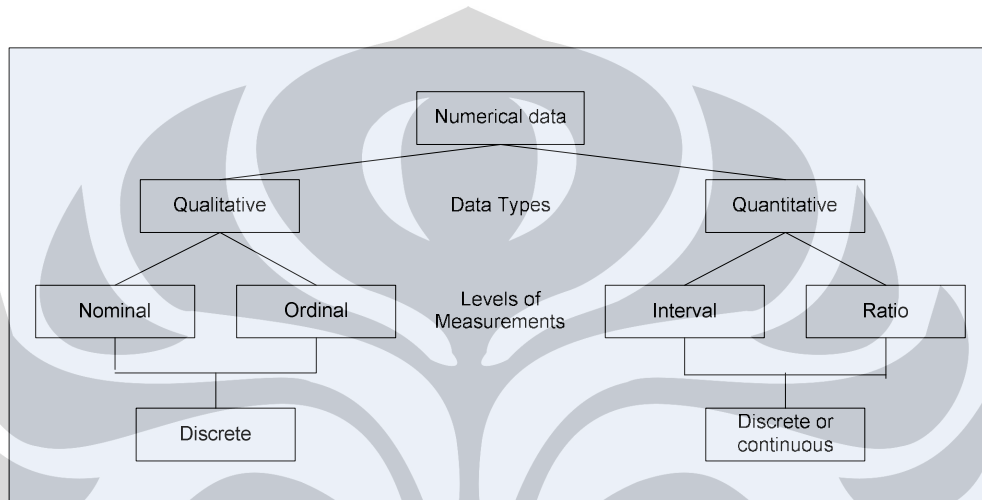 Numerical data
Qualitative
Data Types
Quantitative
Nominal
Ordinal
Levels of
Measurements
Interval
Ratio
Discrete
Discrete or
continuous